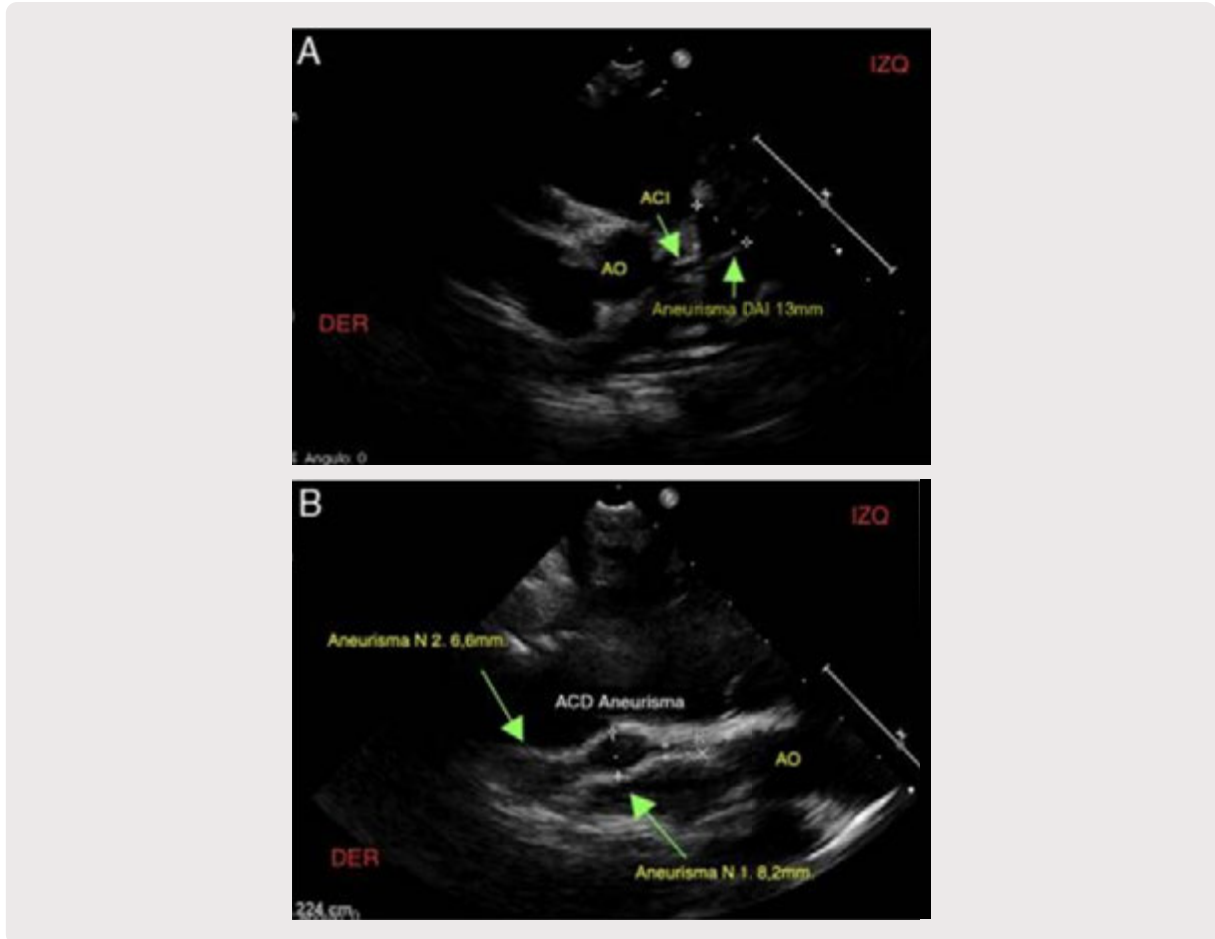 A
IZQ
ACI
AO
Aneurisma DAI 13mm
DER
Angulo: 0
B
IZQ
Aneurisma N 2. 6,6mm.
ACD Aneurisma
AO
DER
Aneurisma N 1. 8,2mm.
224 cm